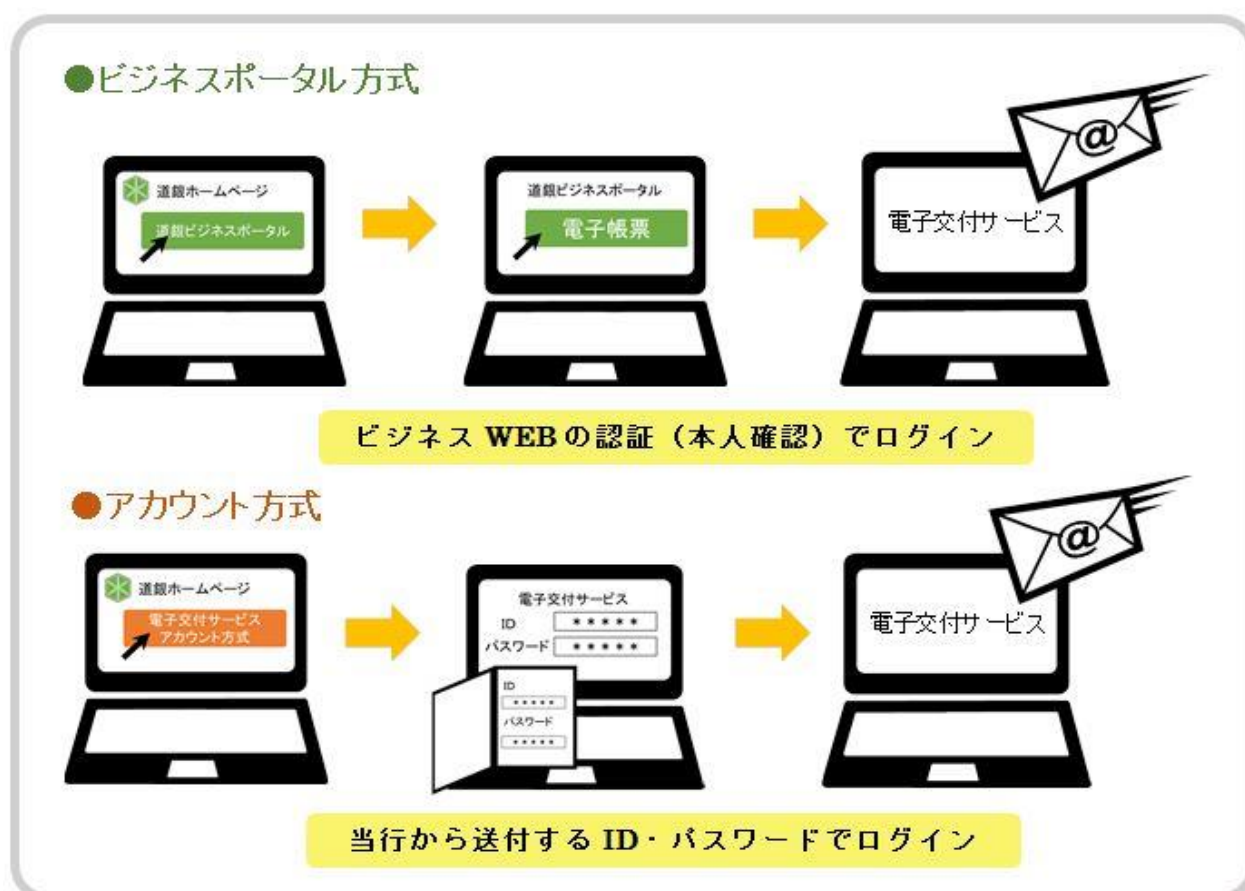 ●ビジネスポータル方式
道銀ホームページ
道銀ビジネスポータル
道銀ビジネスポータル
電子帳票
電子交付サービス
@
ビジネス WEB の認証（本人確認）でログイン
●アカウント方式
道銀ホームページ
電子交付サービス
アカウント方式
電子交付サービス
ID *****
パスワード *****
ID
*****
パスワード
*****
電子交付サービス
@
当行から送付する ID・パスワードでログイン